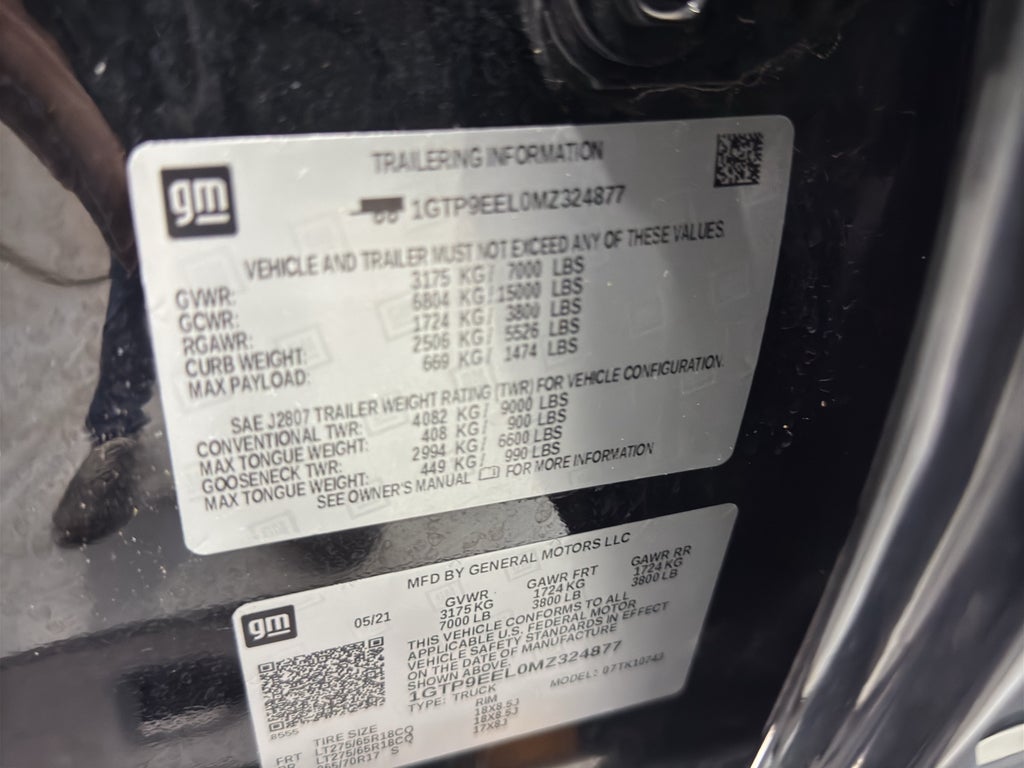 gm
TRAILERING INFORMATION
1GTP9EEL0MZ324877
VEHICLE AND TRAILER MUST NOT EXCEED ANY OF THESE VALUES.
GVWR: 3175 KG/ 7000 LBS
GCWR: 6804 KG/ 15000 LBS
RGAWR: 1724 KG/ 3800 LBS
CURB WEIGHT: 2506 KG/ 5526 LBS
MAX PAYLOAD: 669 KG/ 1474 LBS
SAE J2807 TRAILER WEIGHT RATING (TWR) FOR VEHICLE CONFIGURATION.
CONVENTIONAL TWR: 4082 KG/ 9000 LBS
MAX TONGUE WEIGHT: 408 KG/ 900 LBS
GOOSENECK TWR: 2994 KG/ 6600 LBS
MAX TONGUE WEIGHT: 449 KG/ 990 LBS
SEE OWNER'S MANUAL FOR MORE INFORMATION
MFD BY GENERAL MOTORS LLC
gm
05/21
GVWR GAWR FRT GAWR RR
3175 KG 1724 KG 1724 KG
7000 LB 3800 LB 3800 LB
THIS VEHICLE CONFORMS TO ALL
APPLICABLE U.S. FEDERAL MOTOR
VEHICLE SAFETY STANDARDS IN EFFECT
ON THE DATE OF MANUFACTURE
SHOWN ABOVE.
1GTP9EEL0MZ324877
TYPE: TRUCK MODEL: 07TK10743
8555
TIRE SIZE RIM
FRT LT275/65R18CQ 18X8.5J
LT275/65R18CQ 18X8.5J
/70R17 S 17X8J